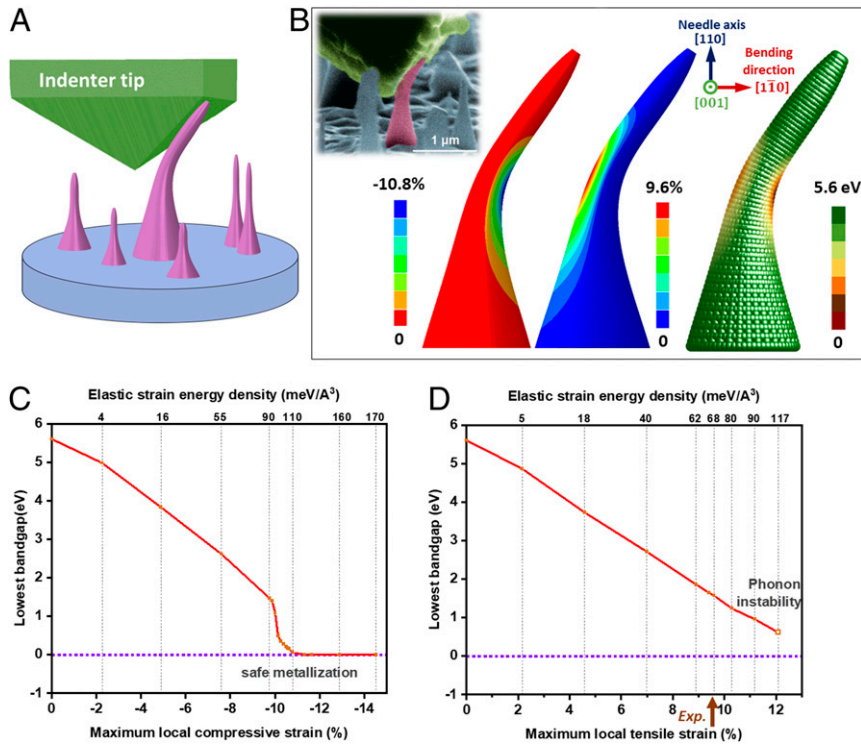 A
Indenter tip
B
1 μm
Needle axis
[110]
Bending
direction
[11̅0]
[001]
-10.8%
0
9.6%
0
5.6 eV
0
C
Elastic strain energy density (meV/A³)
4 16 55 90 110 160 170
6
5
4
3
2
1
0
-1
Lowest bandgap(eV)
safe metallization
0 -2 -4 -6 -8 -10 -12 -14
Maximum local compressive strain (%)
D
Elastic strain energy density (meV/A³)
5 18 40 62 68 80 90 117
6
5
4
3
2
1
0
-1
Lowest bandgap (eV)
Phonon
instability
0 2 4 6 8 10 12
Exp.
Maximum local tensile strain (%)